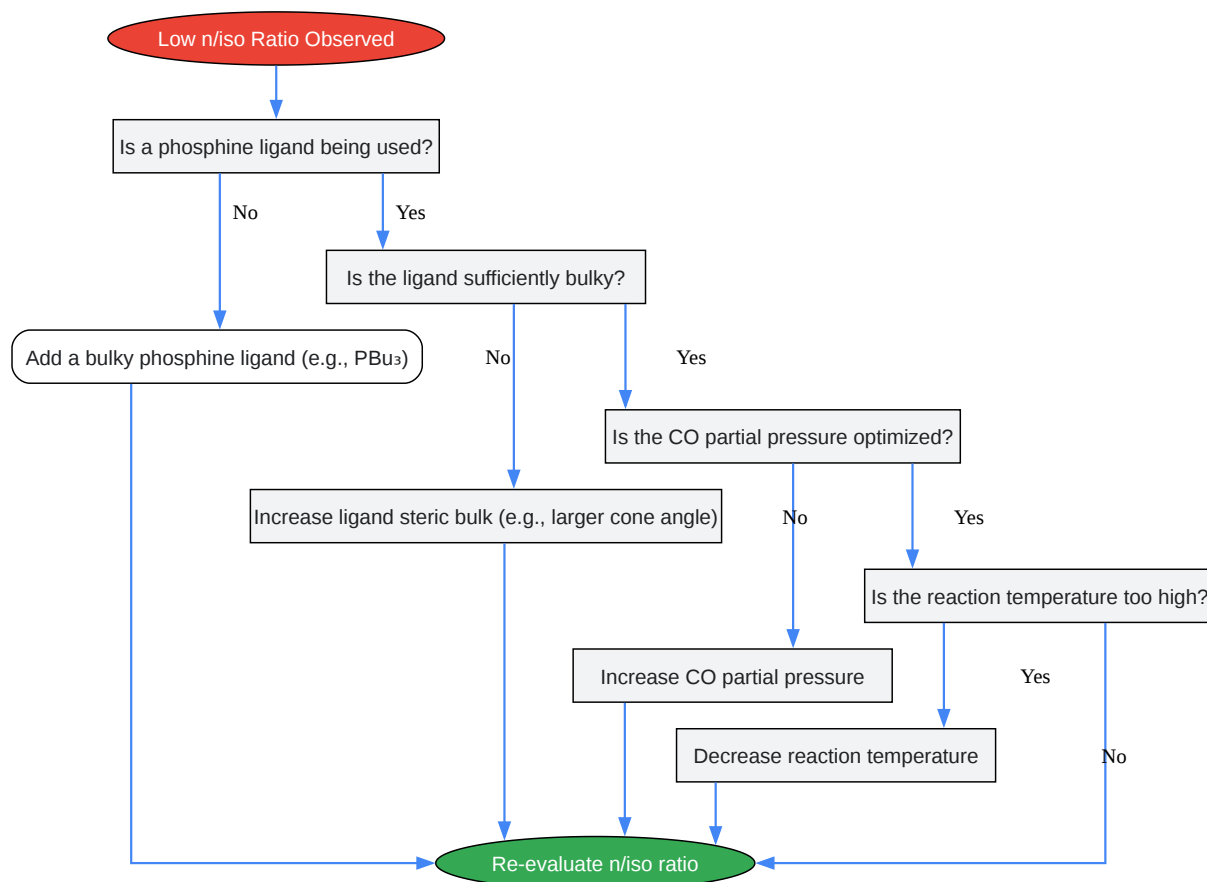 Low n/iso Ratio Observed
Is a phosphine ligand being used?
No
Yes
Is the ligand sufficiently bulky?
Add a bulky phosphine ligand (e.g., PBu₃)
No
Yes
Is the CO partial pressure optimized?
Increase ligand steric bulk (e.g., larger cone angle)
No
Yes
Is the reaction temperature too high?
Increase CO partial pressure
Yes
Decrease reaction temperature
No
Re-evaluate n/iso ratio